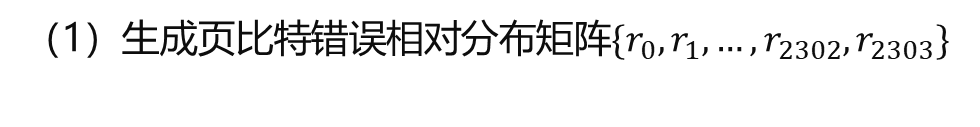 （1）生成页比特错误相对分布矩阵{r₀, r₁, … , r₂₃₀₂, r₂₃₀₃}